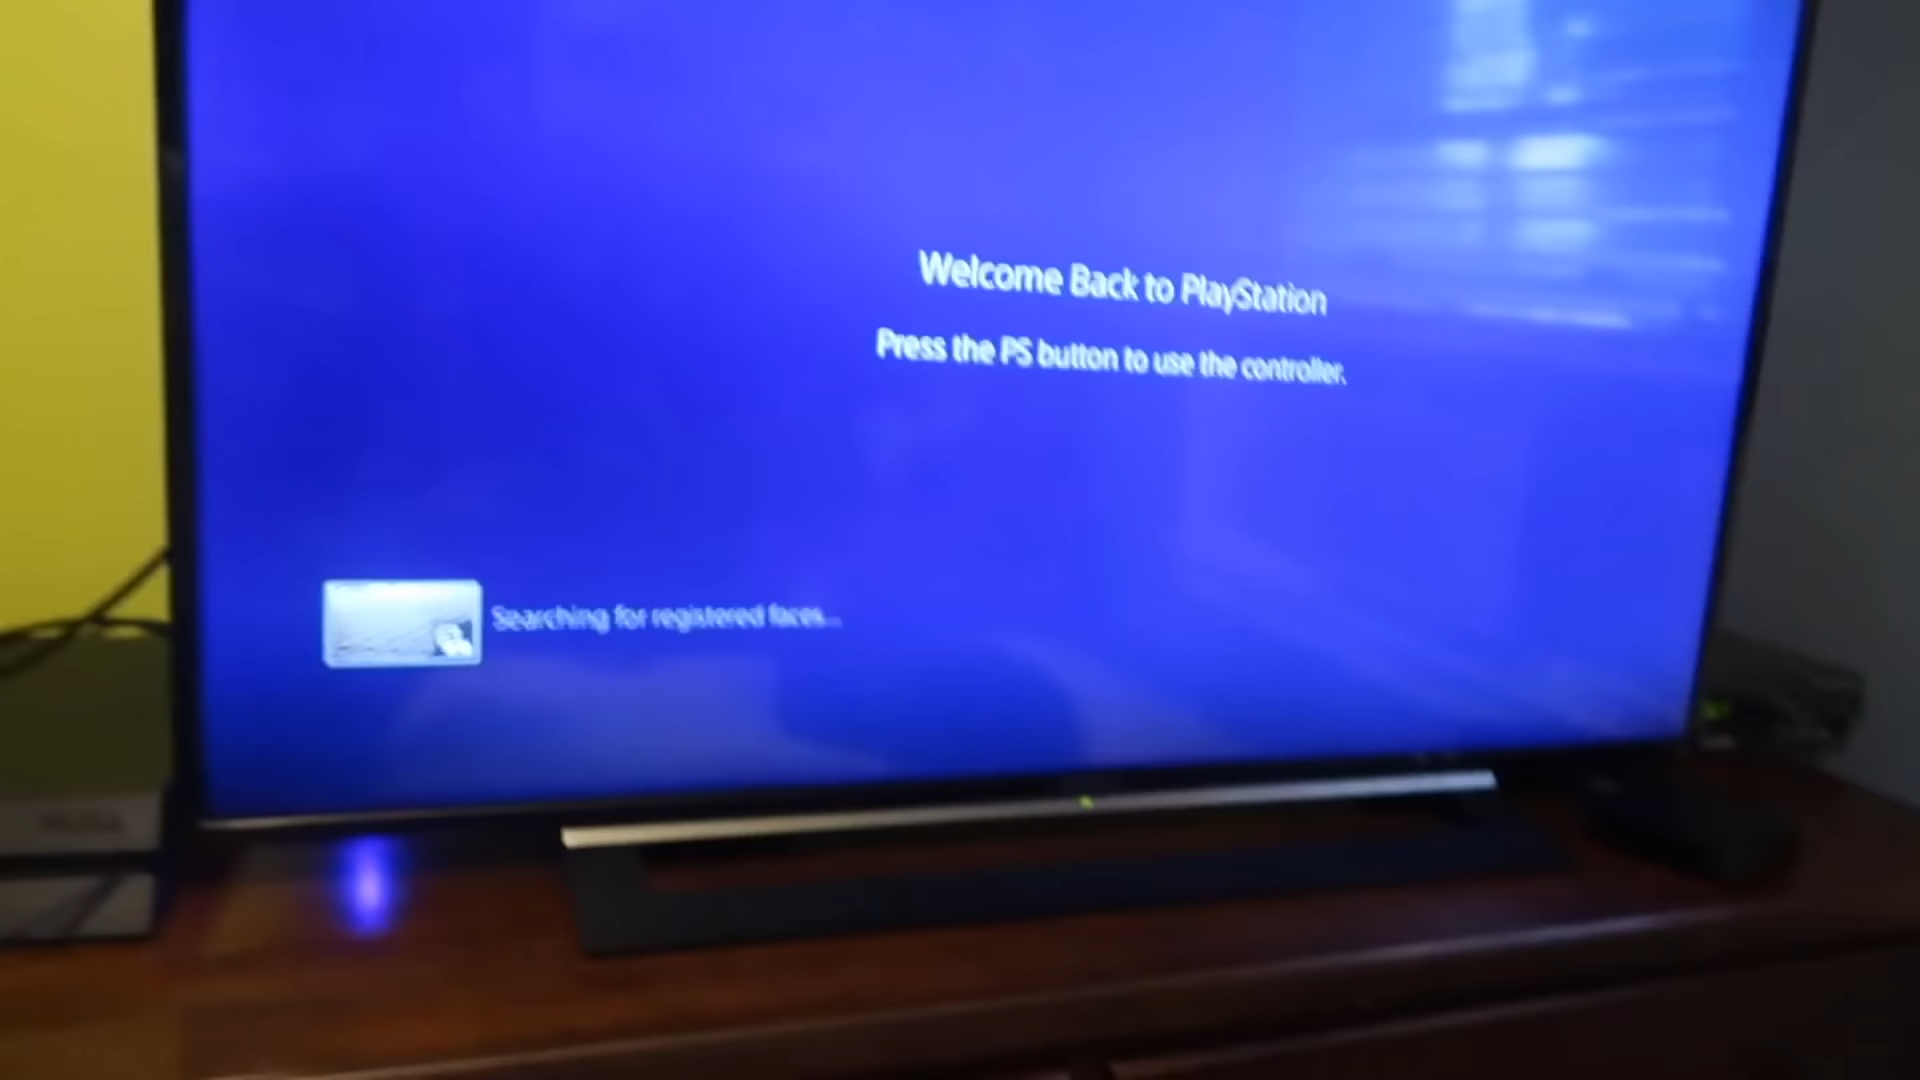 Welcome Back to PlayStation
Press the PS button to use the controller.
Searching for registered faces...